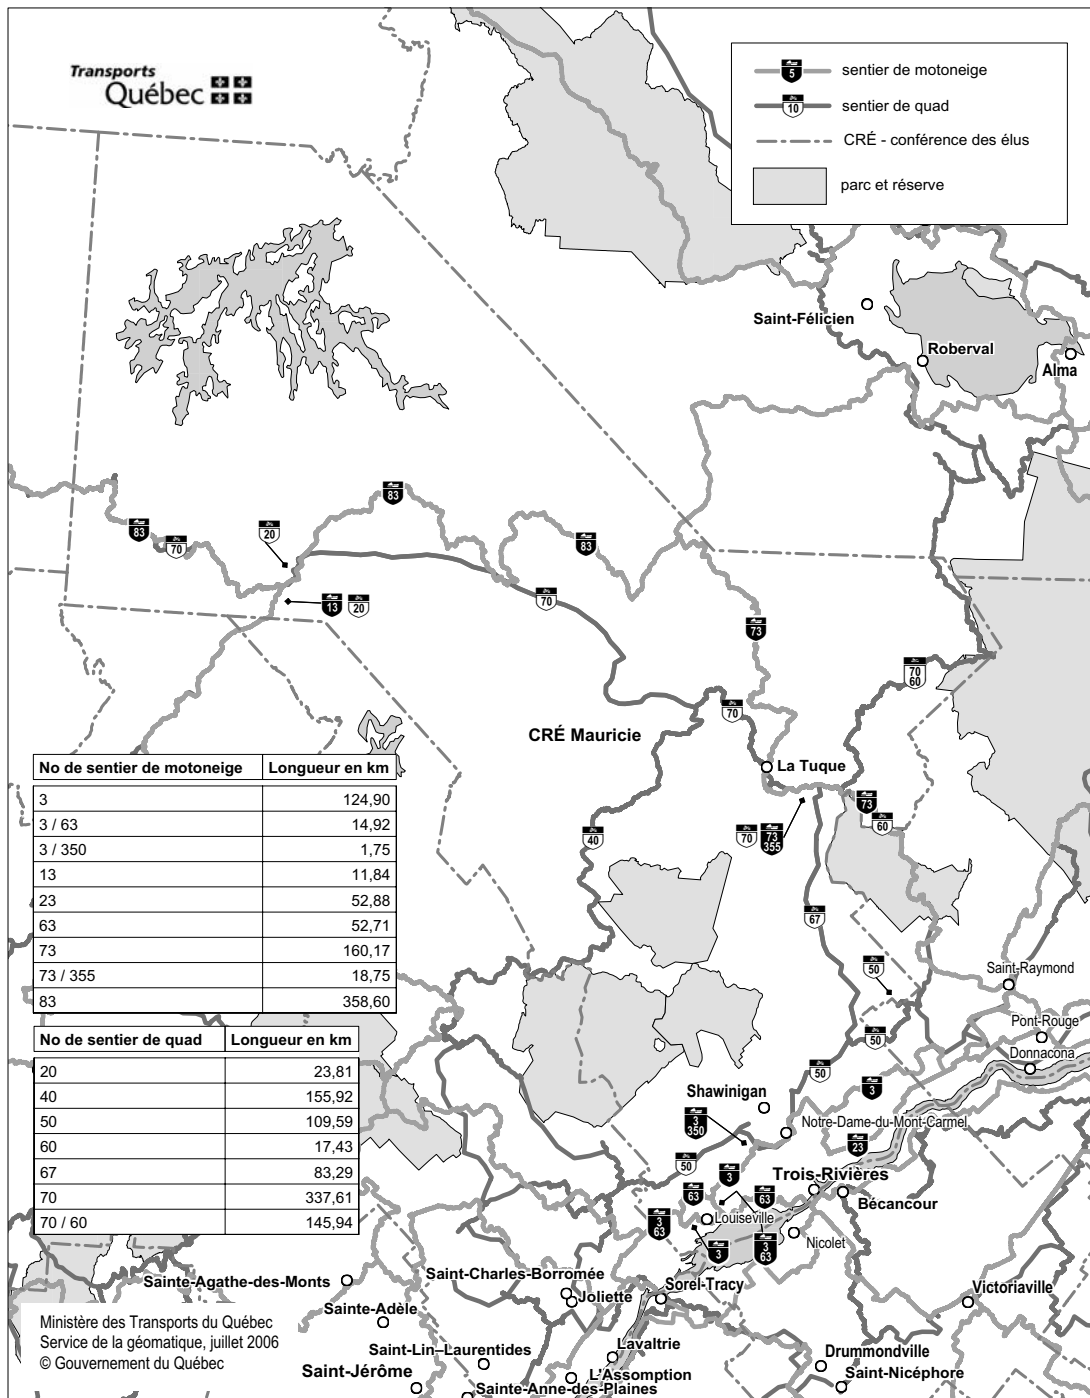 Transports
Québec
5 sentier de motoneige
10 sentier de quad
CRÉ - conférence des élus
parc et réserve
Saint-Félicien
Roberval
Alma
83
83
70
20
83
70
13 20
73
70
60
70
CRÉ Mauricie
La Tuque
73
60
70 73
355
40
67
50
Saint-Raymond
Pont-Rouge
50
Donnacona
50
3
Shawinigan
3
350
Notre-Dame-du-Mont-Carmel
23
50
3
Trois-Rivières
63
63
Bécancour
Louiseville
3
63
Nicolet
3
3
63
No de sentier de motoneige Longueur en km
3 124,90
3 / 63 14,92
3 / 350 1,75
13 11,84
23 52,88
63 52,71
73 160,17
73 / 355 18,75
83 358,60
No de sentier de quad Longueur en km
20 23,81
40 155,92
50 109,59
60 17,43
67 83,29
70 337,61
70 / 60 145,94
Sainte-Agathe-des-Monts
Saint-Charles-Borromée
Joliette
Sorel-Tracy
Victoriaville
Sainte-Adèle
Saint-Lin–Laurentides
Lavaltrie
Drummondville
Saint-Jérôme
L'Assomption
Saint-Nicéphore
Sainte-Anne-des-Plaines
Ministère des Transports du Québec
Service de la géomatique, juillet 2006
© Gouvernement du Québec